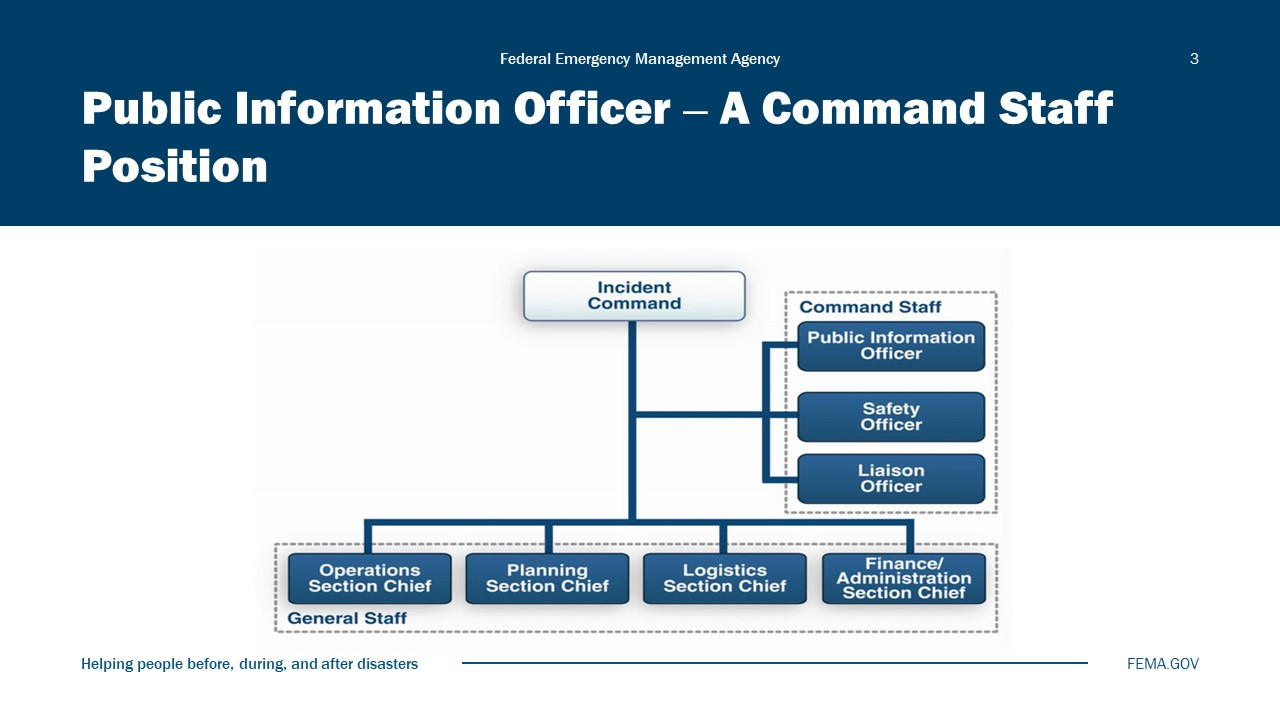 Federal Emergency Management Agency
3
Public Information Officer – A Command Staff
Position
Incident
Command
Command Staff
Public Information
Officer
Safety
Officer
Liaison
Officer
Operations
Section Chief
Planning
Section Chief
Logistics
Section Chief
Finance/
Administration
Section Chief
General Staff
Helping people before, during, and after disasters
FEMA.GOV